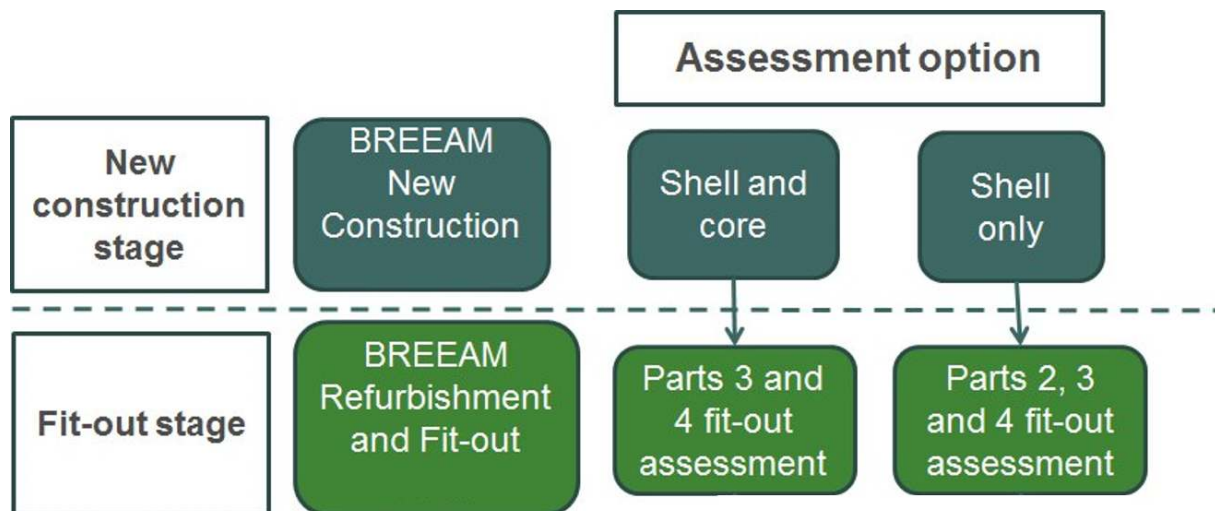 Assessment option
New
construction
stage
BREEAM
New
Construction
Shell and
core
Shell
only
Fit-out stage
BREEAM
Refurbishment
and Fit-out
Parts 3 and
4 fit-out
assessment
Parts 2, 3
and 4 fit-out
assessment